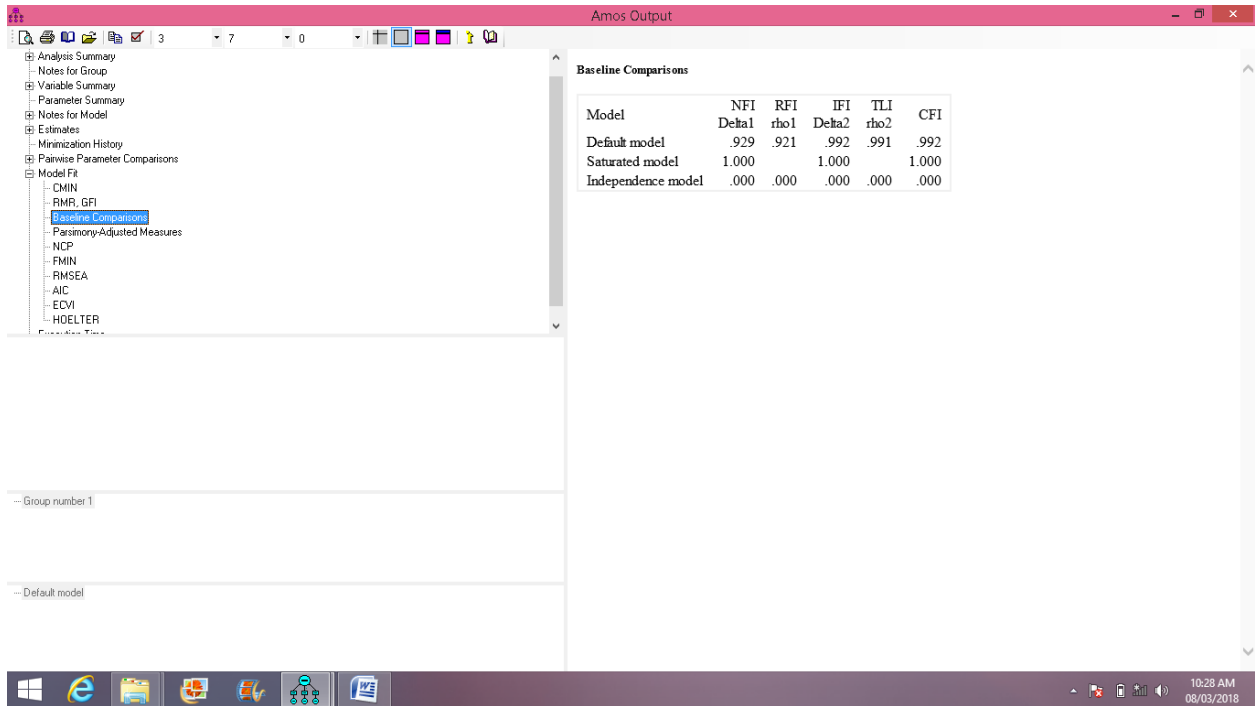 Amos Output
3 7 0
Analysis Summary
Notes for Group
Variable Summary
Parameter Summary
Notes for Model
Estimates
Minimization History
Pairwise Parameter Comparisons
Model Fit
CMIN
RMR, GFI
Baseline Comparisons
Parsimony-Adjusted Measures
NCP
FMIN
RMSEA
AIC
ECVI
HOELTER
Execution Time
Group number 1
Default model
Baseline Comparisons
Model NFI RFI IFI TLI CFI
Delta1 rho1 Delta2 rho2
Default model .929 .921 .992 .991 .992
Saturated model 1.000 1.000 1.000
Independence model .000 .000 .000 .000 .000
10:28 AM
08/03/2018